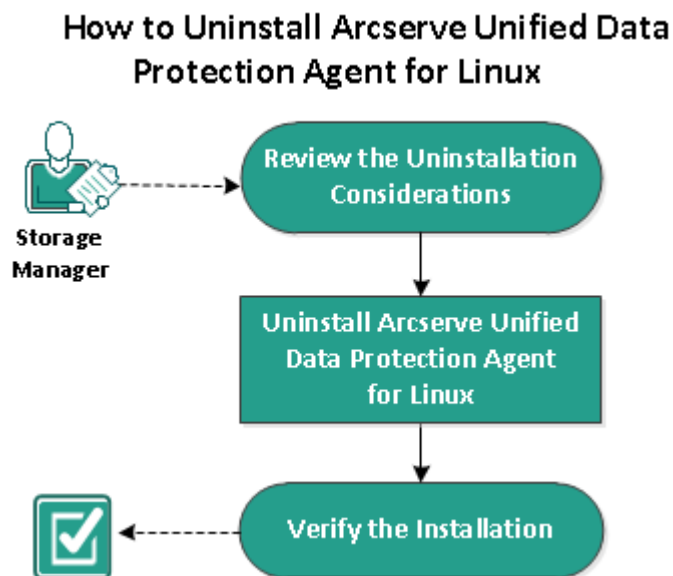 How to Uninstall Arcserve Unified Data
Protection Agent for Linux
Review the Uninstallation
Considerations
Storage
Manager
Uninstall Arcserve Unified
Data Protection Agent
for Linux
Verify the Installation